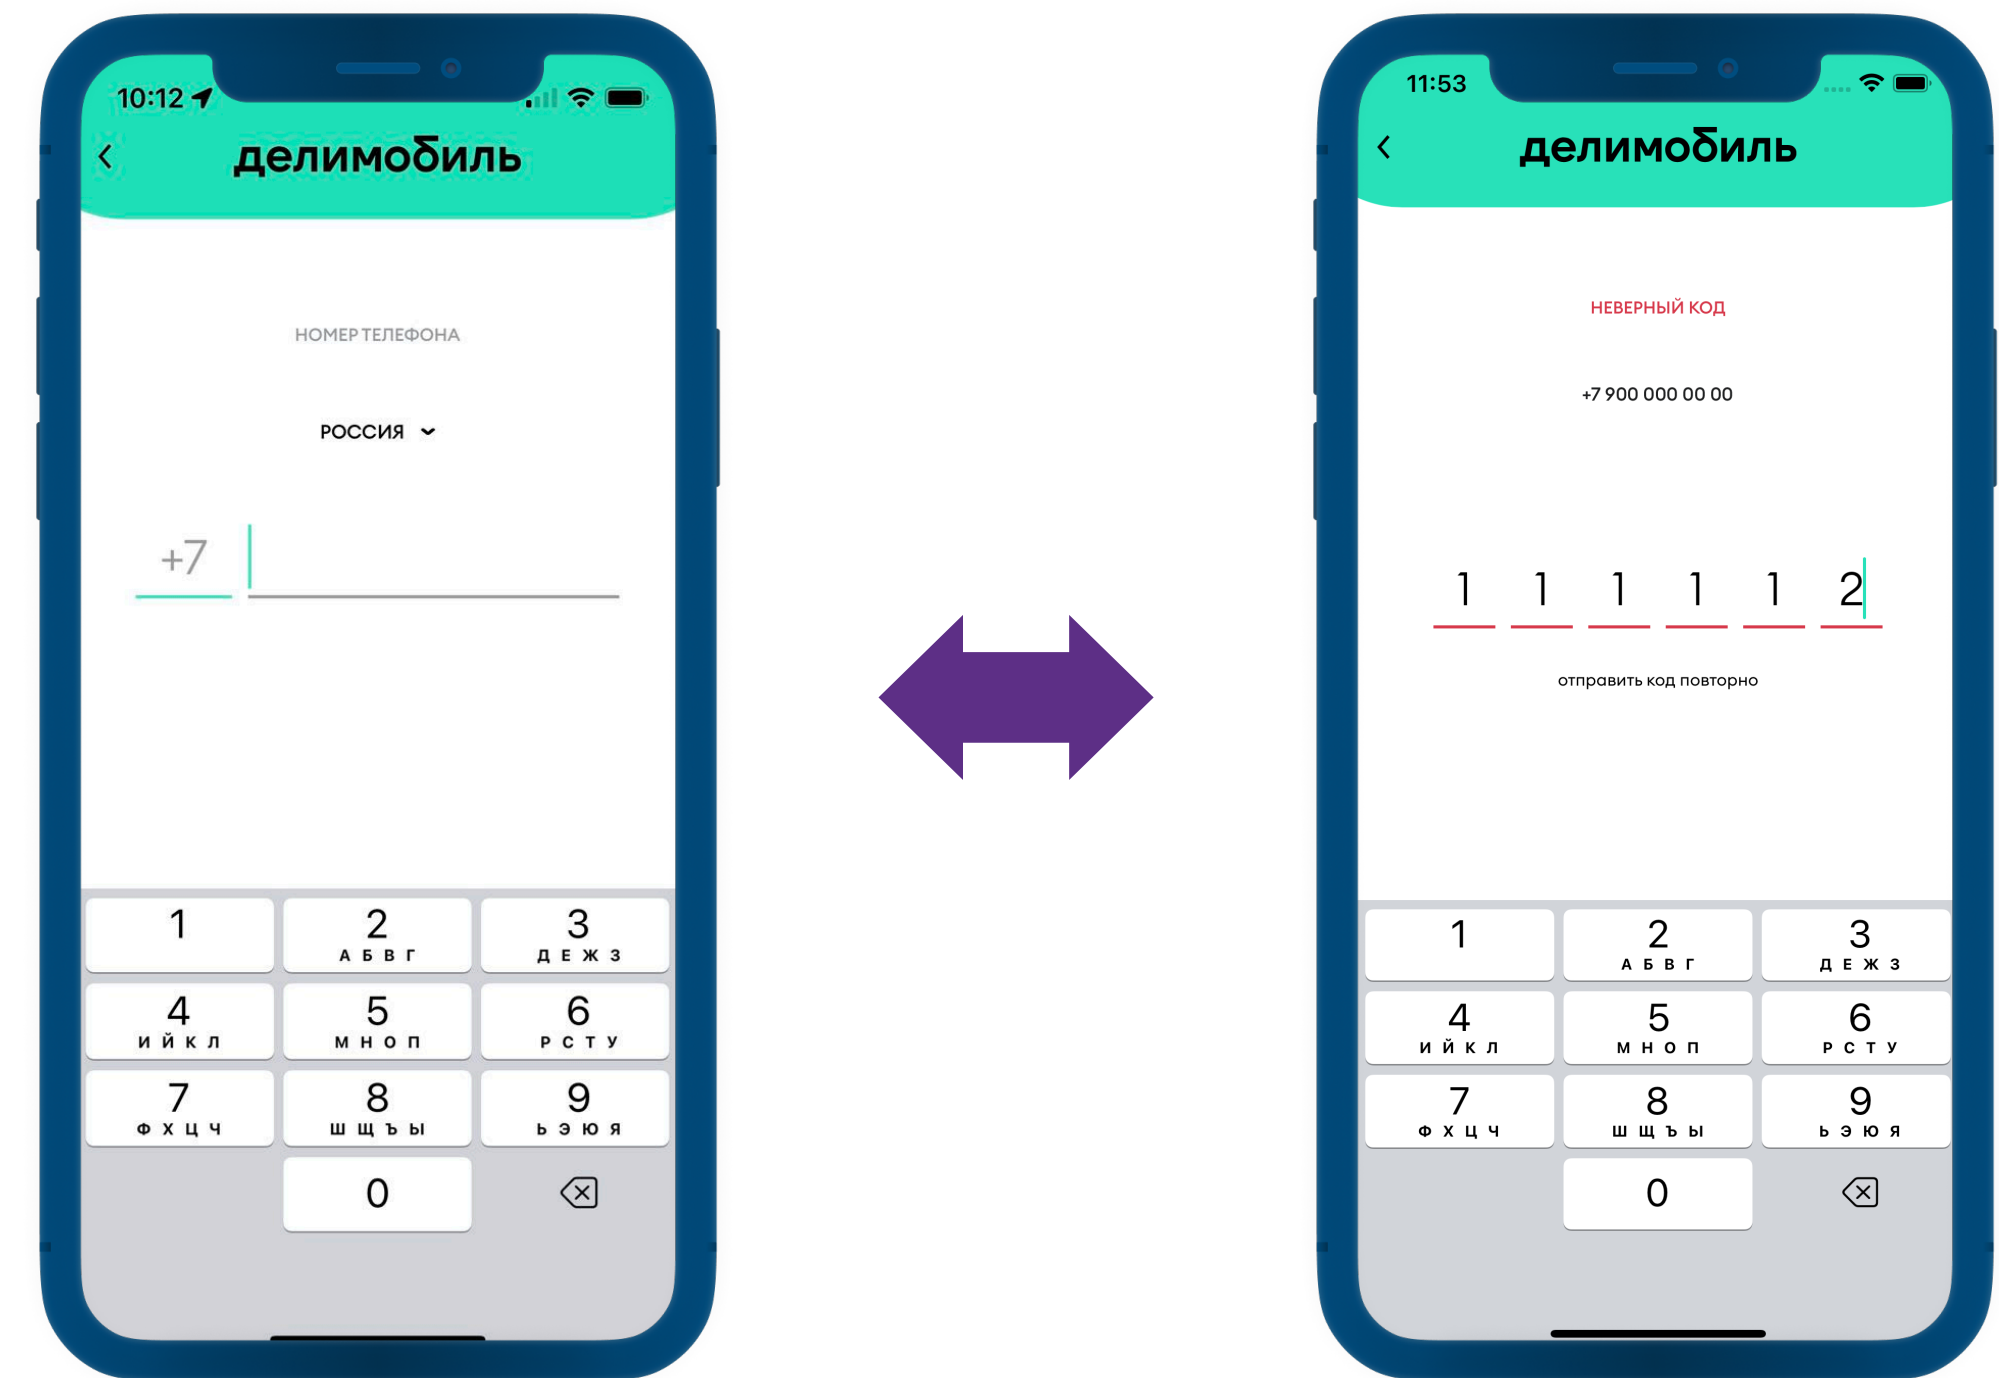 10:12
делимобиль
НОМЕР ТЕЛЕФОНА
РОССИЯ
+7
1
2
3
А Б В Г
Д Е Ж З
4
5
6
И Й К Л
М Н О П
Р С Т У
7
8
9
Ф Х Ц Ч
Ш Щ Ъ Ы
Ь Э Ю Я
0
11:53
делимобиль
НЕВЕРНЫЙ КОД
+7 900 000 00 00
1 1 1 1 1 2
отправить код повторно
1
2
3
А Б В Г
Д Е Ж З
4
5
6
И Й К Л
М Н О П
Р С Т У
7
8
9
Ф Х Ц Ч
Ш Щ Ъ Ы
Ь Э Ю Я
0